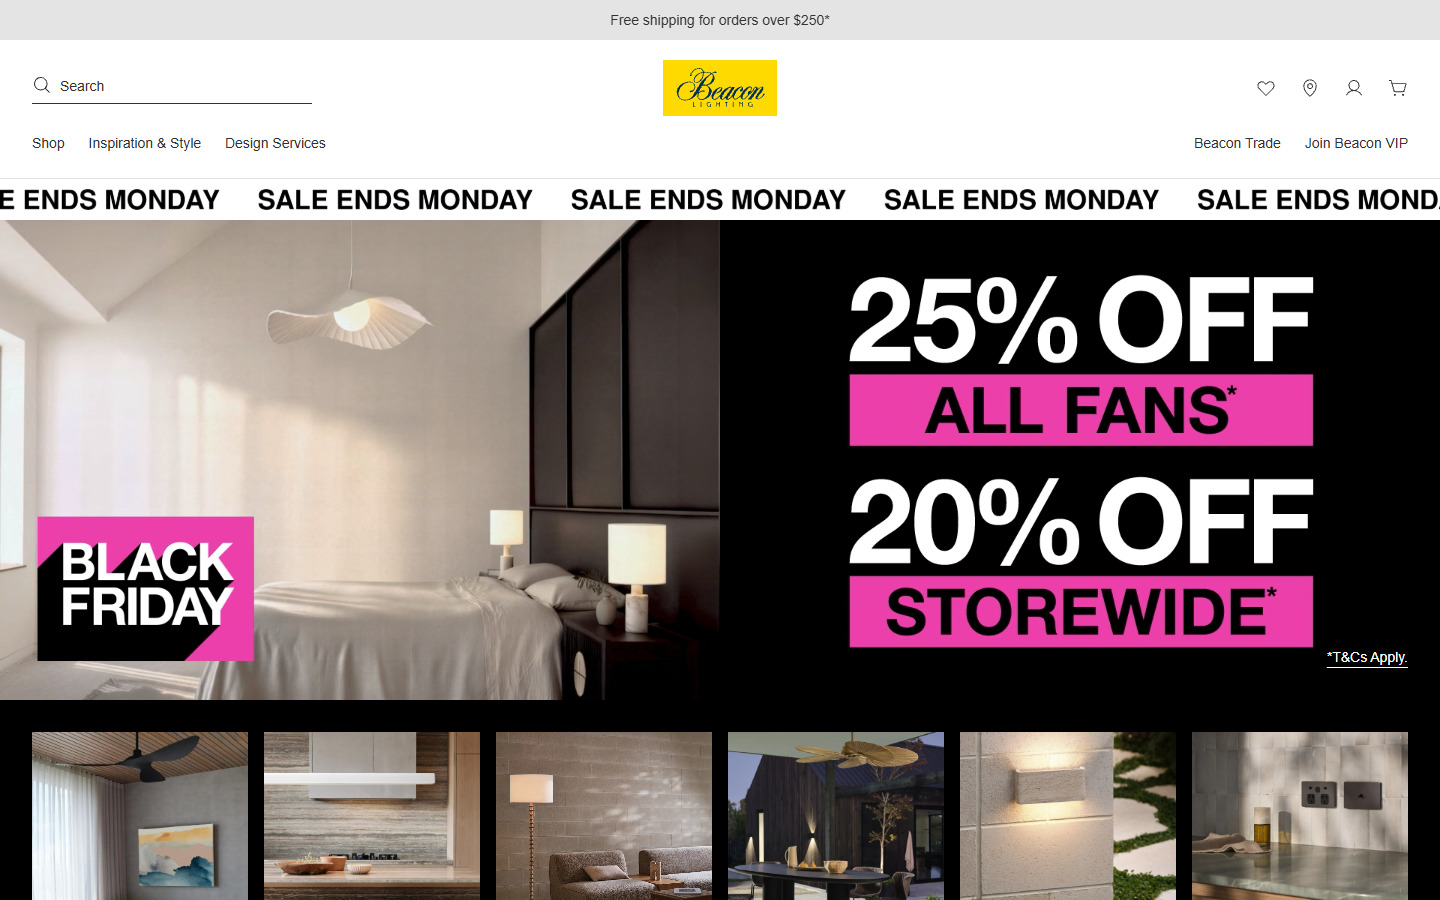 Free shipping for orders over $250*
Search
Beacon
LIGHTING
Shop
Inspiration & Style
Design Services
Beacon Trade
Join Beacon VIP
E ENDS MONDAY SALE ENDS MONDAY SALE ENDS MONDAY SALE ENDS MONDAY SALE ENDS MOND
25% OFF
ALL FANS*
20% OFF
STOREWIDE*
BLACK
FRIDAY
*T&Cs Apply.